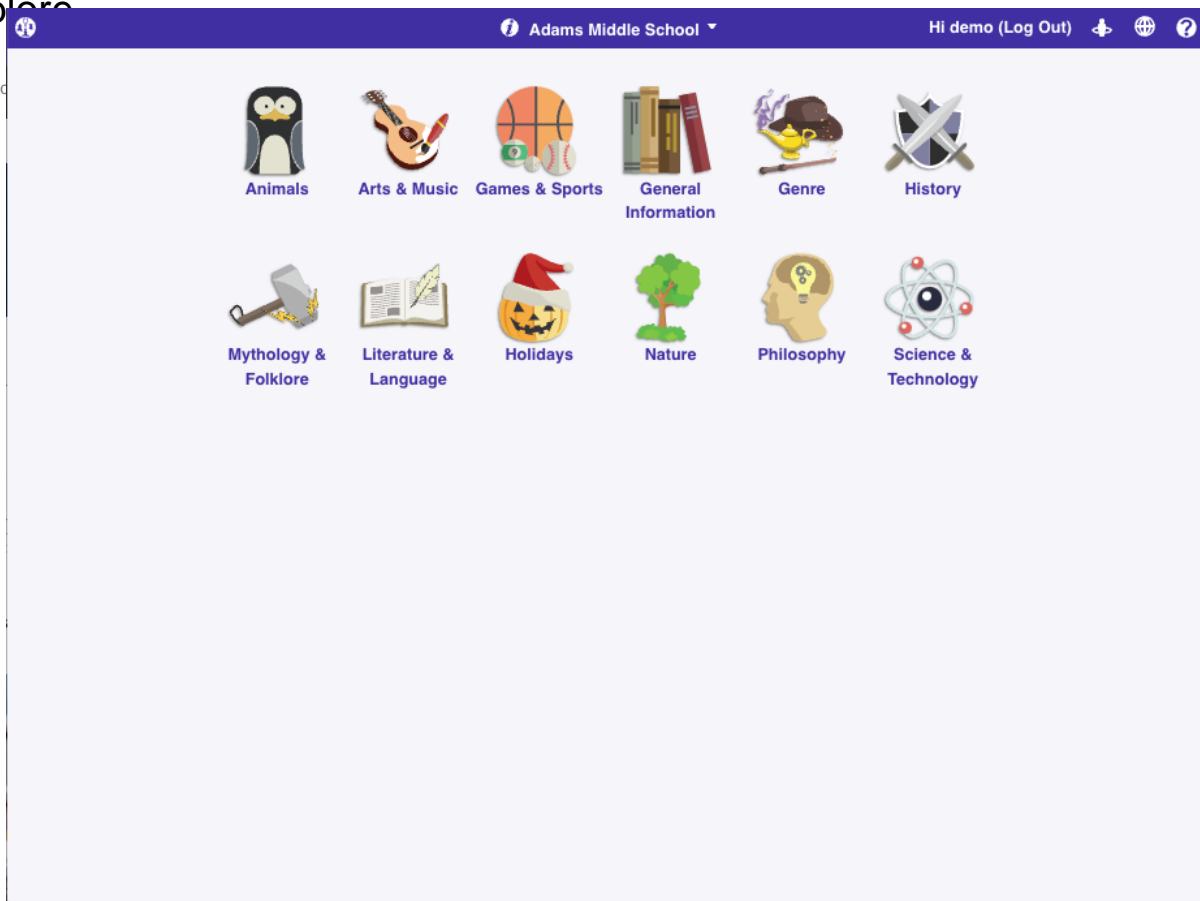 Adams Middle School
Hi demo (Log Out)
Animals
Arts & Music
Games & Sports
General
Information
Genre
History
Mythology &
Folklore
Literature &
Language
Holidays
Nature
Philosophy
Science &
Technology